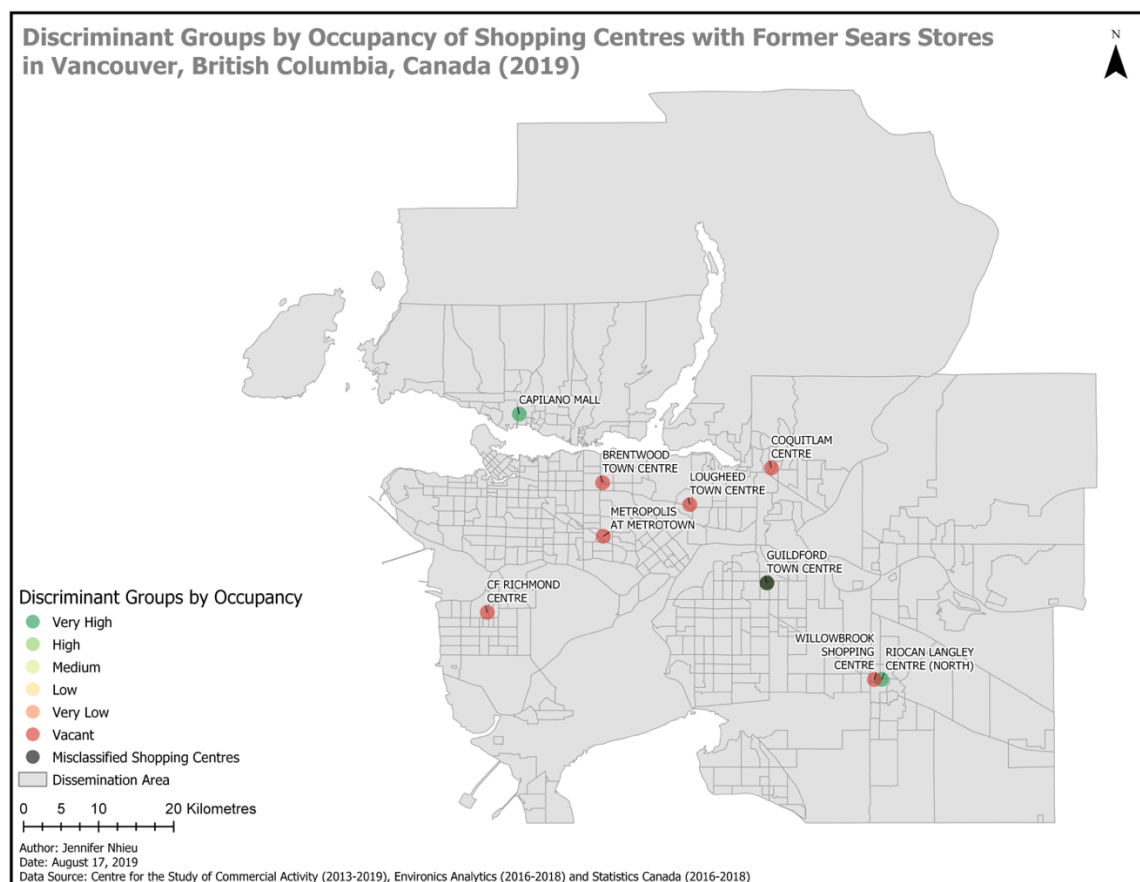 Discriminant Groups by Occupancy of Shopping Centres with Former Sears Stores
in Vancouver, British Columbia, Canada (2019)
N
CAPILANO MALL
BRENTWOOD
TOWN CENTRE
COQUITLAM
CENTRE
LOUGHEED
TOWN CENTRE
METROPOLIS
AT METROTOWN
GUILDFORD
TOWN CENTRE
CF RICHMOND
CENTRE
WILLOWBROOK
SHOPPING
CENTRE
RIOCAN LANGLEY
CENTRE (NORTH)
Discriminant Groups by Occupancy
Very High
High
Medium
Low
Very Low
Vacant
Misclassified Shopping Centres
Dissemination Area
0 5 10 20 Kilometres
Author: Jennifer Nhieu
Date: August 17, 2019
Data Source: Centre for the Study of Commercial Activity (2013-2019), Environics Analytics (2016-2018) and Statistics Canada (2016-2018)